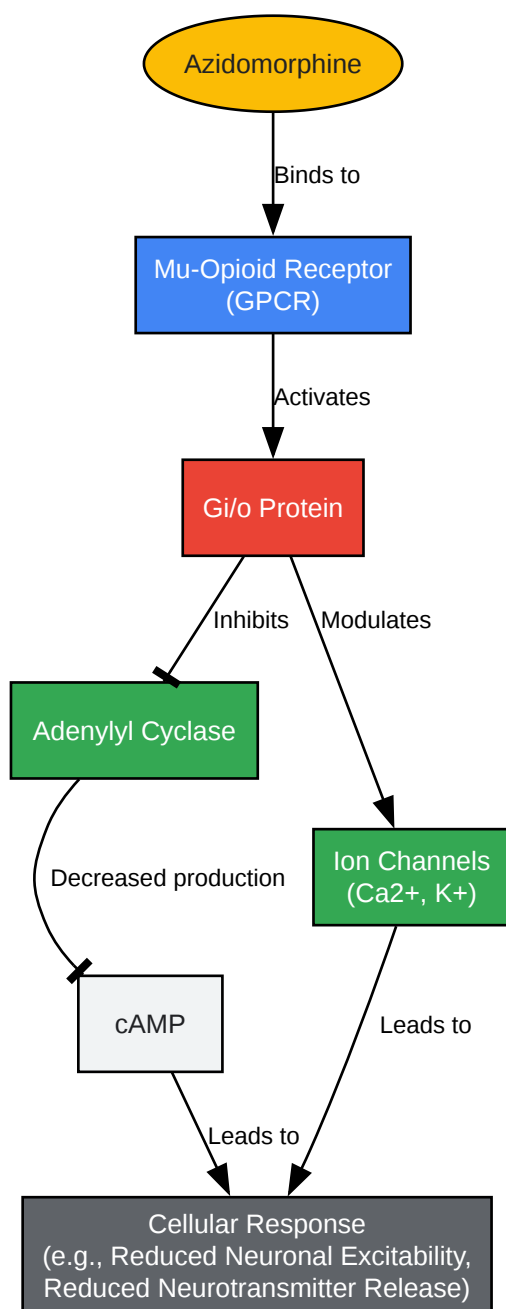 Azidomorphine
Binds to
Mu-Opioid Receptor
(GPCR)
Activates
Gi/o Protein
Inhibits
Modulates
Adenylyl Cyclase
Ion Channels
(Ca2+, K+)
Decreased production
cAMP
Leads to
Leads to
Cellular Response
(e.g., Reduced Neuronal Excitability,
Reduced Neurotransmitter Release)